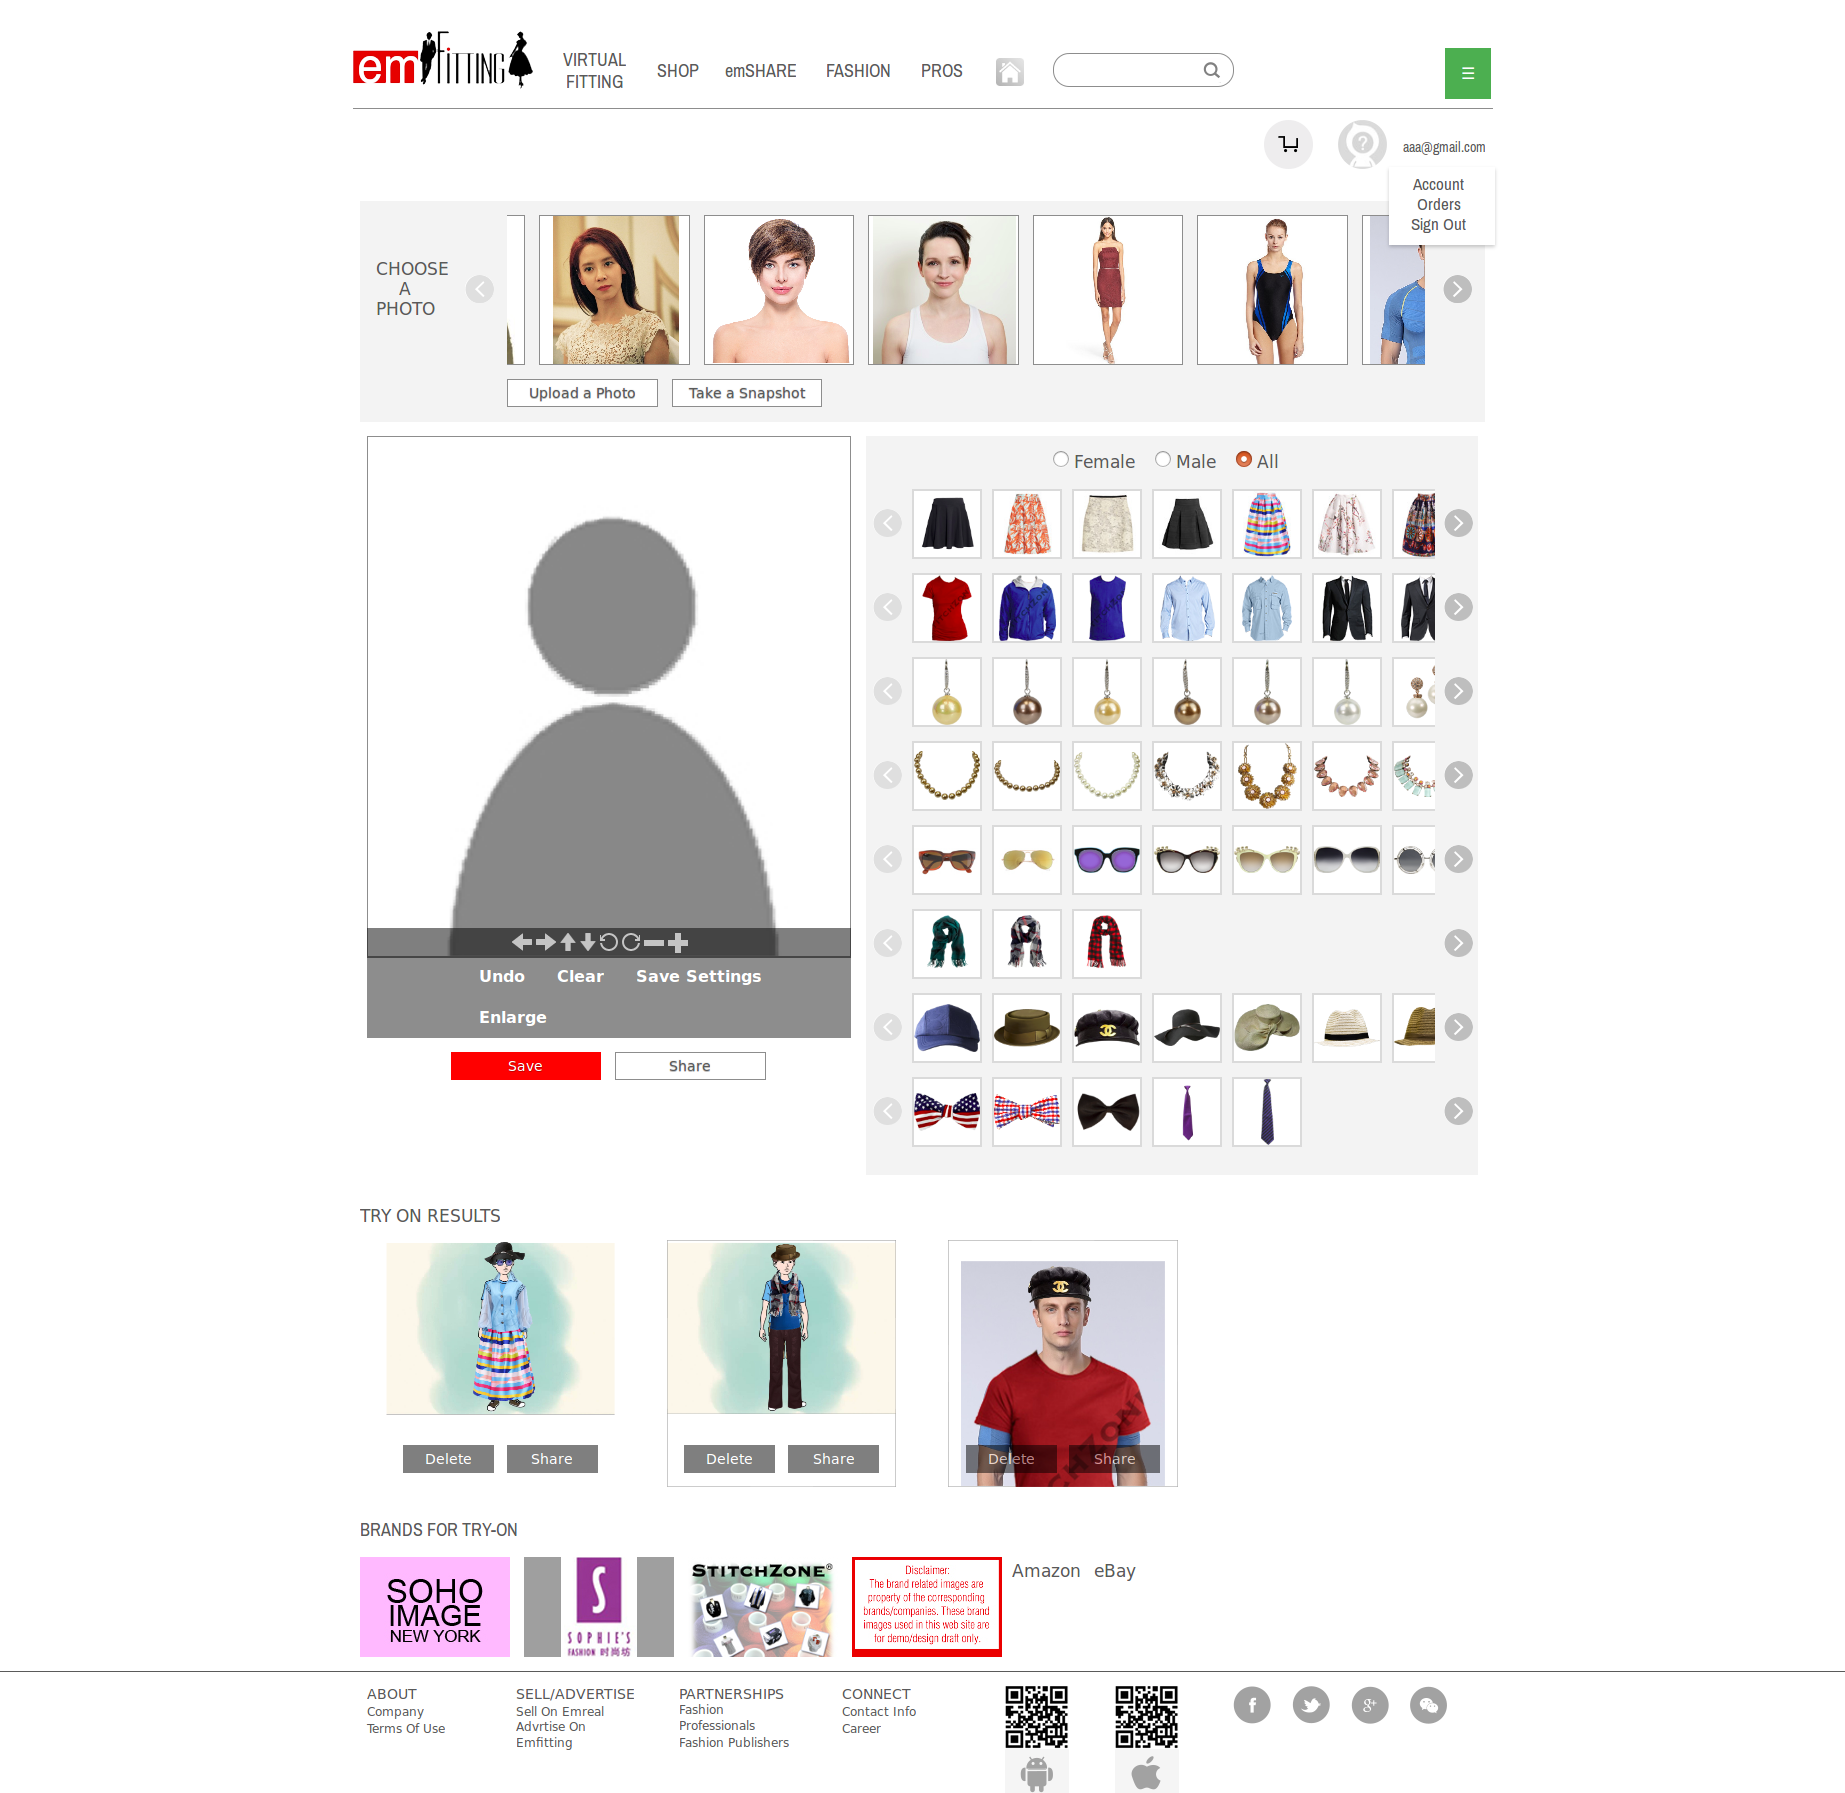 em FITTING
VIRTUAL
FITTING
SHOP
emSHARE
FASHION
PROS
aaa@gmail.com
Account
Orders
Sign Out
CHOOSE
A
PHOTO
Upload a Photo
Take a Snapshot
Female
Male
All
Undo
Clear
Save Settings
Enlarge
Save
Share
TRY ON RESULTS
Delete
Share
Delete
Share
Delete
Share
BRANDS FOR TRY-ON
SOHO
IMAGE
NEW YORK
S
SOPHIE'S
FASHION 时尚坊
STITCHZONE®
Disclaimer:
The brand related images are
property of the corresponding
brands/companies. These brand
images used in this web site are
for demo/design draft only.
Amazon
eBay
ABOUT
Company
Terms Of Use
SELL/ADVERTISE
Sell On Emreal
Advrtise On
Emfitting
PARTNERSHIPS
Fashion
Professionals
Fashion Publishers
CONNECT
Contact Info
Career